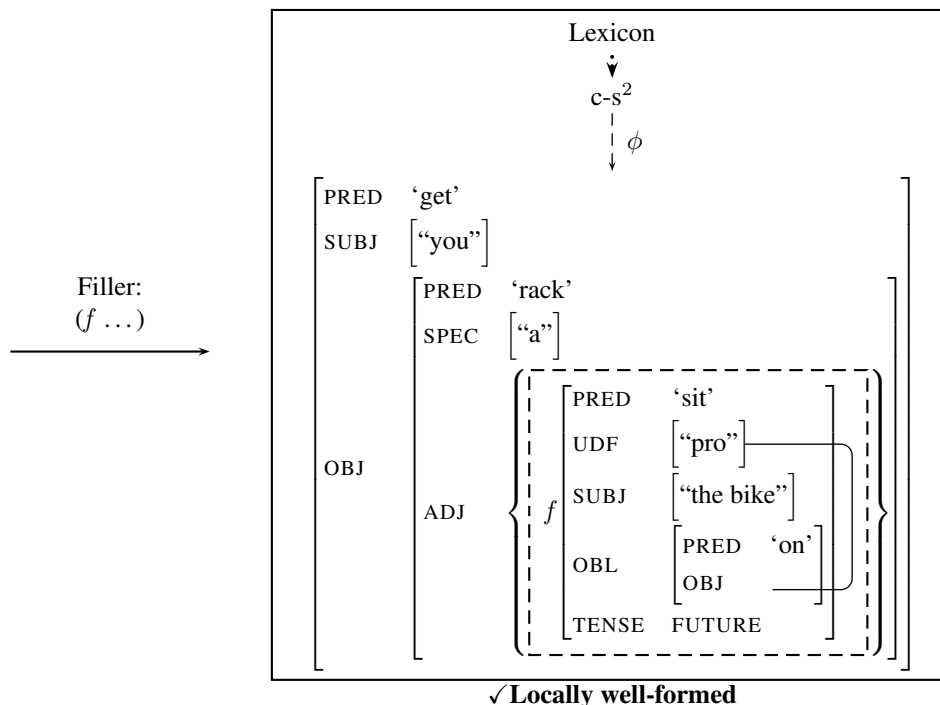 Lexicon
c-s²
ϕ
PRED ‘get’
SUBJ [“you”]
Filler:
(f …)
PRED ‘rack’
SPEC [“a”]
PRED ‘sit’
UDF [“pro”]
OBJ
SUBJ [“the bike”]
ADJ { f
PRED ‘on’
OBL
OBJ
TENSE FUTURE
✓Locally well-formed